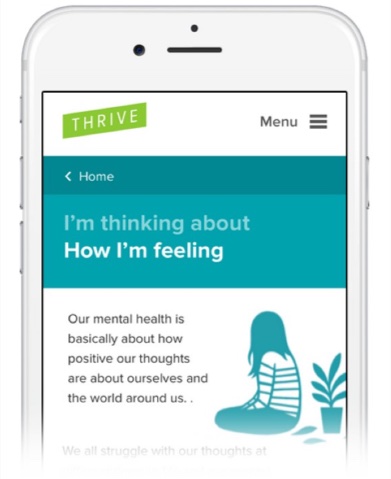 THRIVE
Menu
Home
I'm thinking about
How I'm feeling
Our mental health is
basically about how
positive our thoughts
are about ourselves and
the world around us. .
We all struggle with our thoughts at